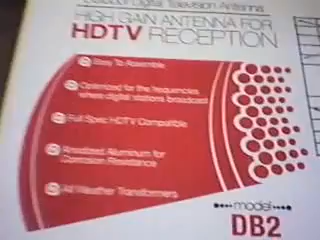 Digital Television Antenna
HIGH GAIN ANTENNA FOR
HDTV RECEPTION
Easy To Assemble
Optimized for the frequencies
where digital stations broadcast
Full Spec HDTV Compatible
Anodized Aluminum for
Corrosion Resistance
All Weather Transformers
model
DB2